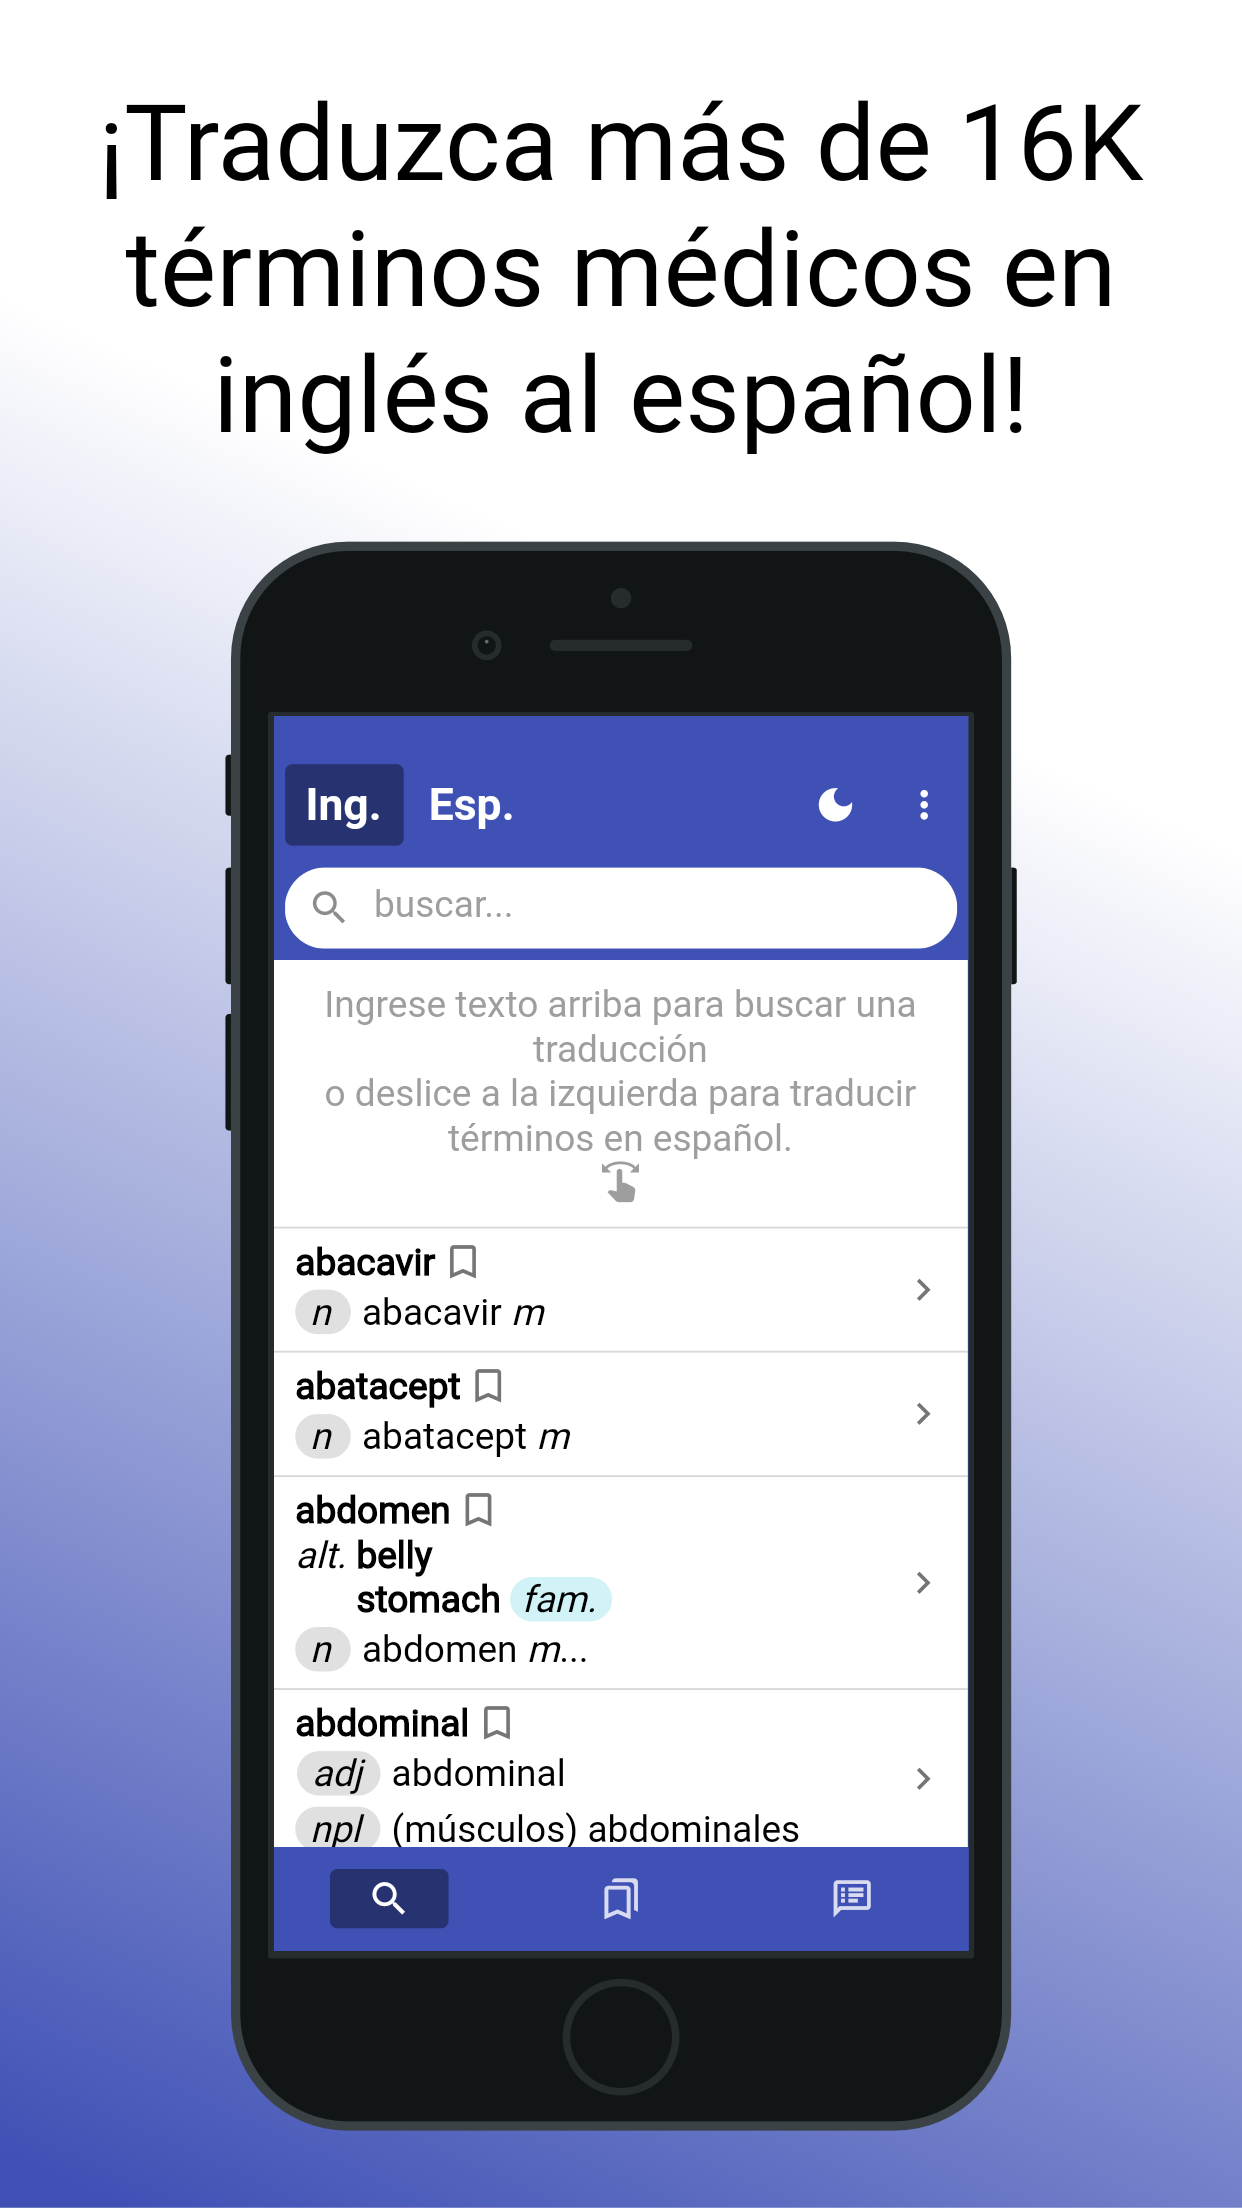 ¡Traduzca más de 16K
términos médicos en
inglés al español!
Ing. Esp.
buscar...
Ingrese texto arriba para buscar una
traducción
o deslice a la izquierda para traducir
términos en español.
abacavir
n abacavir m
abatacept
n abatacept m
abdomen
alt. belly
stomach fam.
n abdomen m...
abdominal
adj abdominal
npl (músculos) abdominales